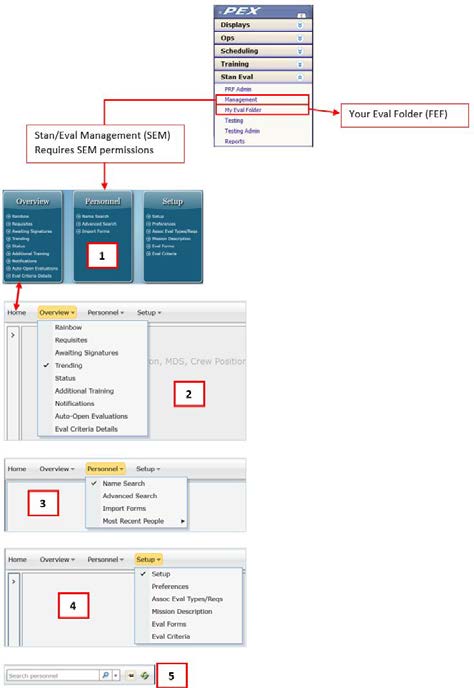 PEX
Displays
Ops
Scheduling
Training
Stan Eval
PRF Admin
Management
My Eval Folder
Testing
Testing Admin
Reports
Your Eval Folder (FEF)
Stan/Eval Management (SEM)
Requires SEM permissions
Overview
Rainbow
Requisites
Awaiting Signatures
Trending
Status
Additional Training
Notifications
Auto-Open Evaluations
Eval Criteria Details
Personnel
Name Search
Advanced Search
Import Forms
1
Setup
Setup
Preferences
Assoc Eval Types/Reqs
Mission Description
Eval Forms
Eval Criteria
Home Overview Personnel Setup
Rainbow
Requisites
Awaiting Signatures
Trending
Status
Additional Training
Notifications
Auto-Open Evaluations
Eval Criteria Details
on, MDS, Crew Position
2
Home Overview Personnel Setup
Name Search
Advanced Search
Import Forms
Most Recent People
3
Home Overview Personnel Setup
Setup
Preferences
Assoc Eval Types/Reqs
Mission Description
Eval Forms
Eval Criteria
4
Search personnel
5